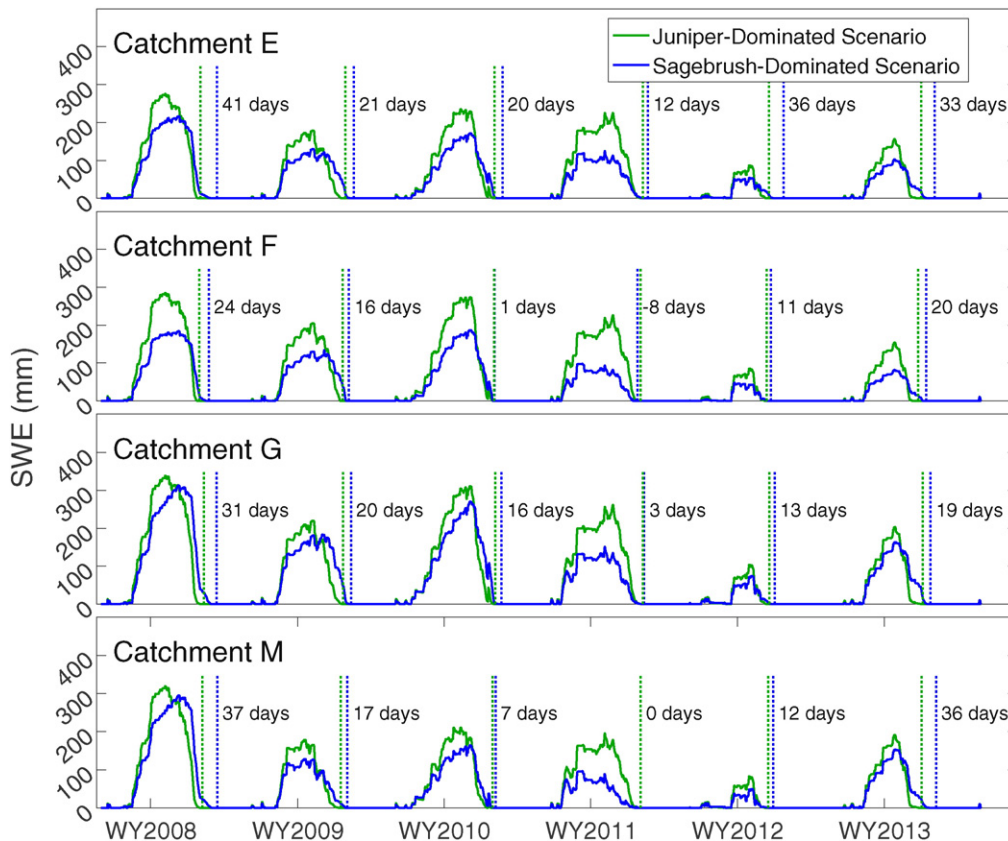 Juniper-Dominated Scenario
Sagebrush-Dominated Scenario
SWE (mm)
Catchment E
400
300
200
100
0
41 days
21 days
20 days
12 days
36 days
33 days
Catchment F
400
300
200
100
0
24 days
16 days
1 days
-8 days
11 days
20 days
Catchment G
400
300
200
100
0
31 days
20 days
16 days
3 days
13 days
19 days
Catchment M
400
300
200
100
0
37 days
17 days
7 days
0 days
12 days
36 days
WY2008 WY2009 WY2010 WY2011 WY2012 WY2013